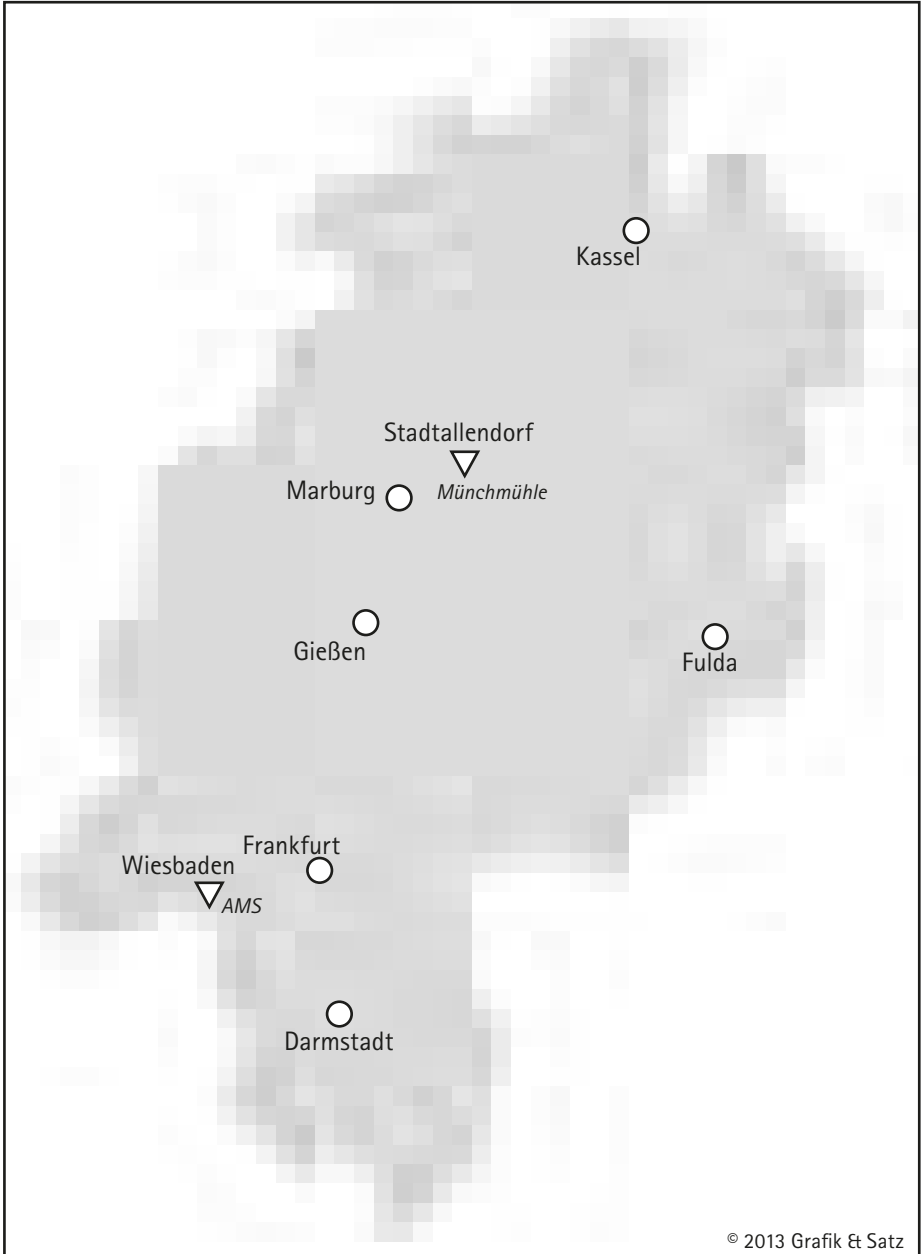 Kassel
Stadtallendorf
Marburg
Münchmühle
Gießen
Fulda
Frankfurt
Wiesbaden
AMS
Darmstadt
© 2013 Grafik & Satz